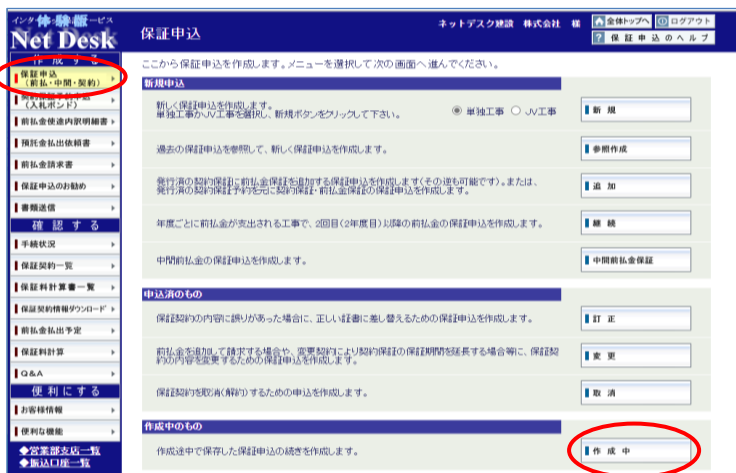 インターネットサービス 体験版
Net Desk
保証申込
ネットデスク建設 株式会社 様
全体トップへ
ログアウト
保証申込のヘルプ
作成する
保証申込
(前払・中間・契約)
(入札ボンド)
前払金使途内訳明細書
預託金払出依頼書
前払金請求書
保証申込のお勧め
書類送信
確認する
手続状況
保証契約一覧
保証料計算書一覧
保証契約情報ダウンロード
前払金払出予定
保証料計算
Q&A
便利にする
お客様情報
便利な機能
◆営業部支店一覧
◆振込口座一覧
ここから保証申込を作成します。メニューを選択して次の画面へ進んでください。
新規申込
新しく保証申込を作成します。
単独工事かJV工事を選択し、新規ボタンをクリックして下さい。
単独工事 JV工事
新規
過去の保証申込を参照して、新しく保証申込を作成します。
参照作成
発行済の契約保証に前払金保証を追加する保証申込を作成します(その逆も可能です)。または、
発行済の契約保証予約を元に契約保証・前払金保証の保証申込を作成します。
追加
年度ごとに前払金が支出される工事で、2回目(2年度目)以降の前払金の保証申込を作成します。
継続
中間前払金の保証申込を作成します。
中間前払金保証
申込済のもの
保証契約の内容に誤りがあった場合に、正しい証書に差し替えるための保証申込を作成します。
訂正
前払金を追加して請求する場合や、変更契約により契約保証の保証期間を延長する場合等に、保証契
約の内容を変更するための保証申込を作成します。
変更
保証契約を取消(解約)するための申込を作成します。
取消
作成中のもの
作成途中で保存した保証申込の続きを作成します。
作成中